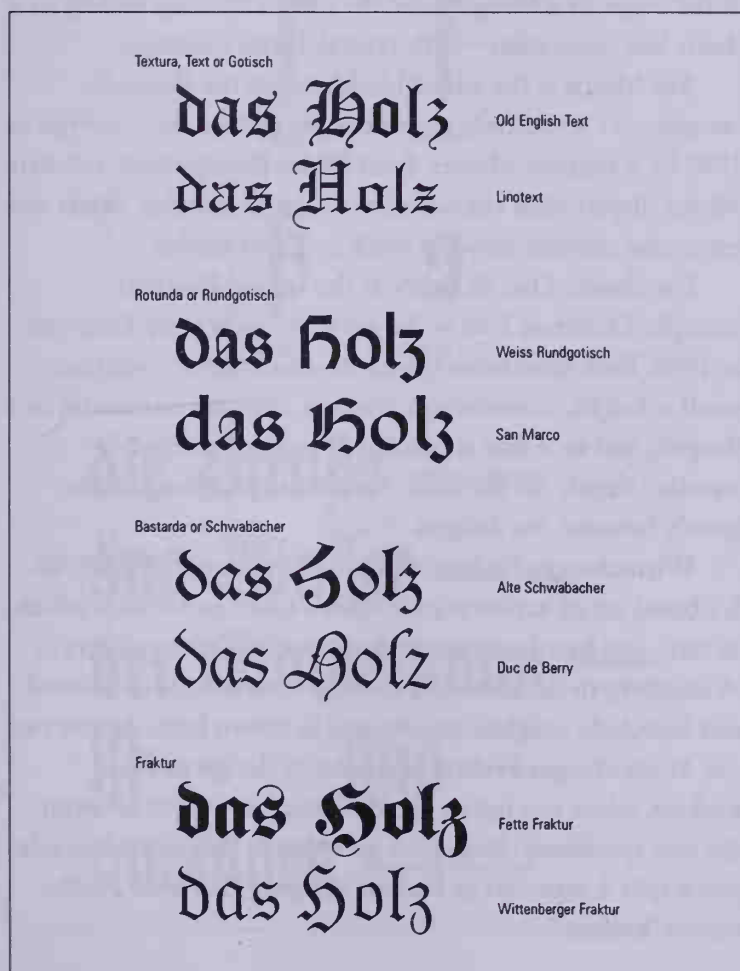 Textura, Text or Gotisch
das Holz Old English Text
das Holz Linotext
Rotunda or Rundgotisch
das Holz Weiss Rundgotisch
das Holz San Marco
Bastarda or Schwabacher
das Holz Alte Schwabacher
das Holz Duc de Berry
Fraktur
das Holz Fette Fraktur
das Holz Wittenberger Fraktur